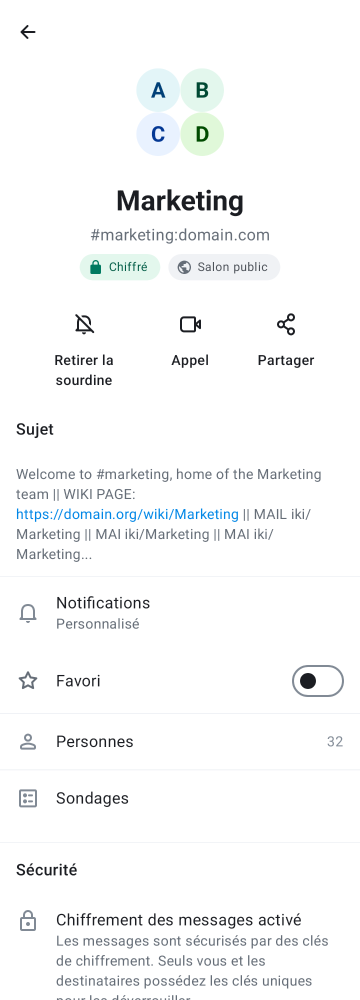 A B
C D
Marketing
#marketing:domain.com
Chiffré Salon public
Retirer la sourdine Appel Partager
Sujet
Welcome to #marketing, home of the Marketing
team || WIKI PAGE:
https://domain.org/wiki/Marketing || MAIL iki/
Marketing || MAI iki/Marketing || MAI iki/
Marketing...
Notifications
Personnalisé
Favori
Personnes 32
Sondages
Sécurité
Chiffrement des messages activé
Les messages sont sécurisés par des clés
de chiffrement. Seuls vous et les
destinataires possédez les clés uniques
pour les déverrouiller.